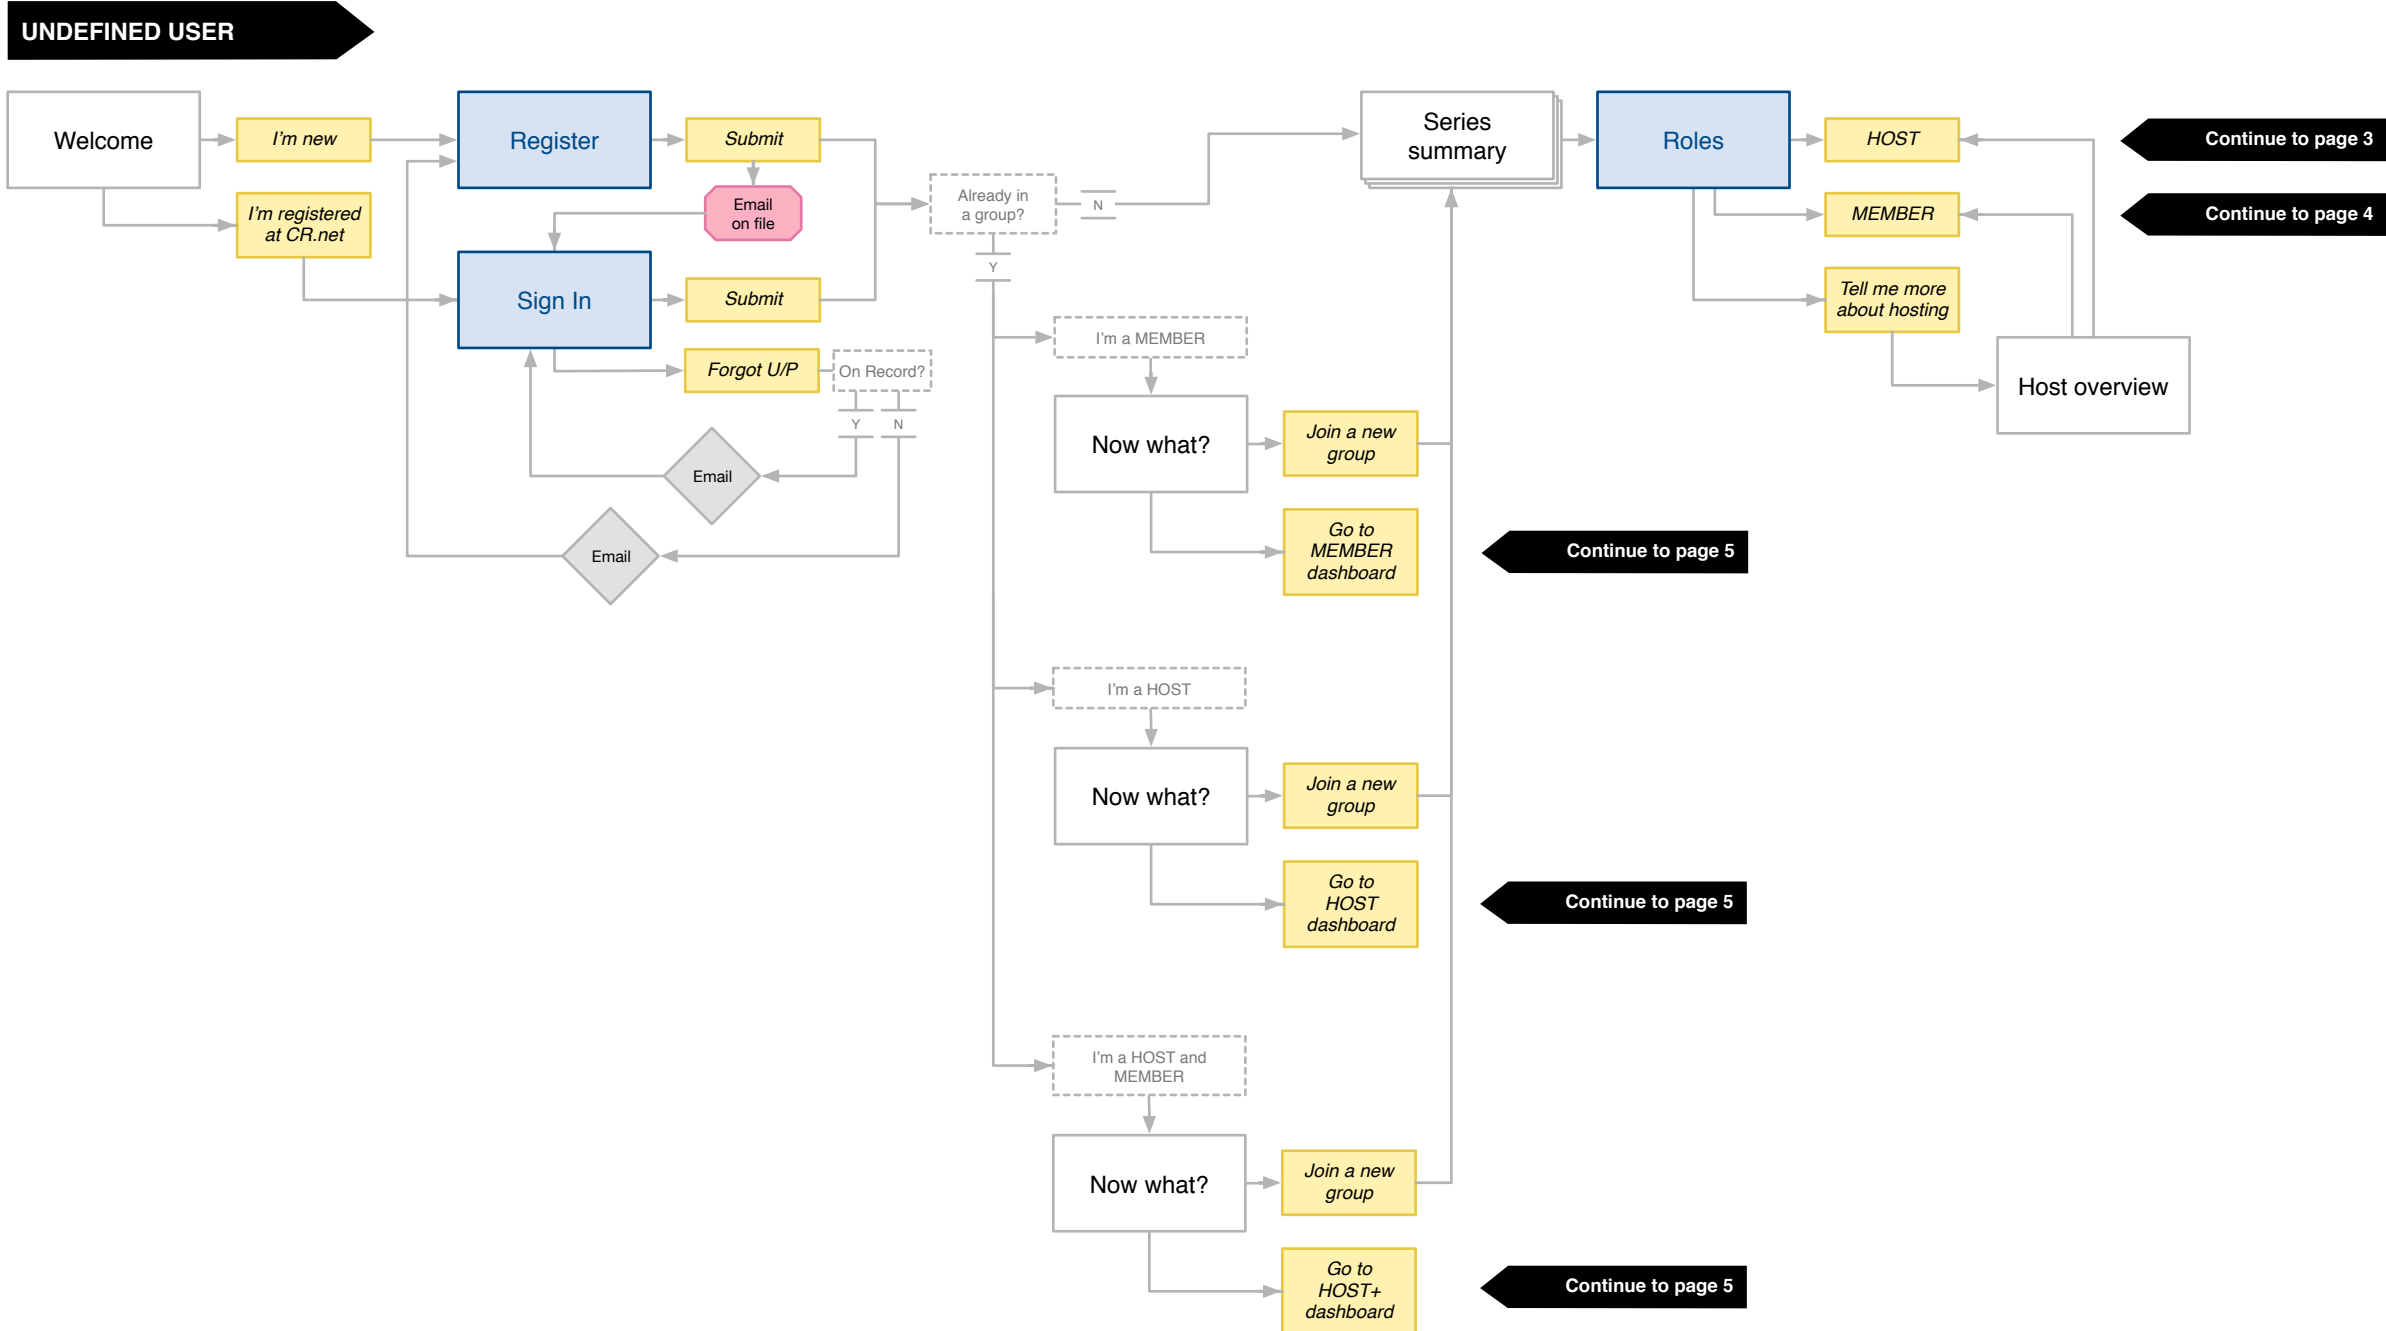 UNDEFINED USER
Welcome
I'm new
I'm registered
at CR.net
Register
Submit
Email
on file
Sign In
Submit
Forgot U/P
On Record?
Y
N
Email
Email
Already in
a group?
N
Y
Series
summary
Roles
HOST
MEMBER
Tell me more
about hosting
Host overview
Continue to page 3
Continue to page 4
I'm a MEMBER
Now what?
Join a new
group
Go to
MEMBER
dashboard
Continue to page 5
I'm a HOST
Now what?
Join a new
group
Go to
HOST
dashboard
Continue to page 5
I'm a HOST and
MEMBER
Now what?
Join a new
group
Go to
HOST+
dashboard
Continue to page 5